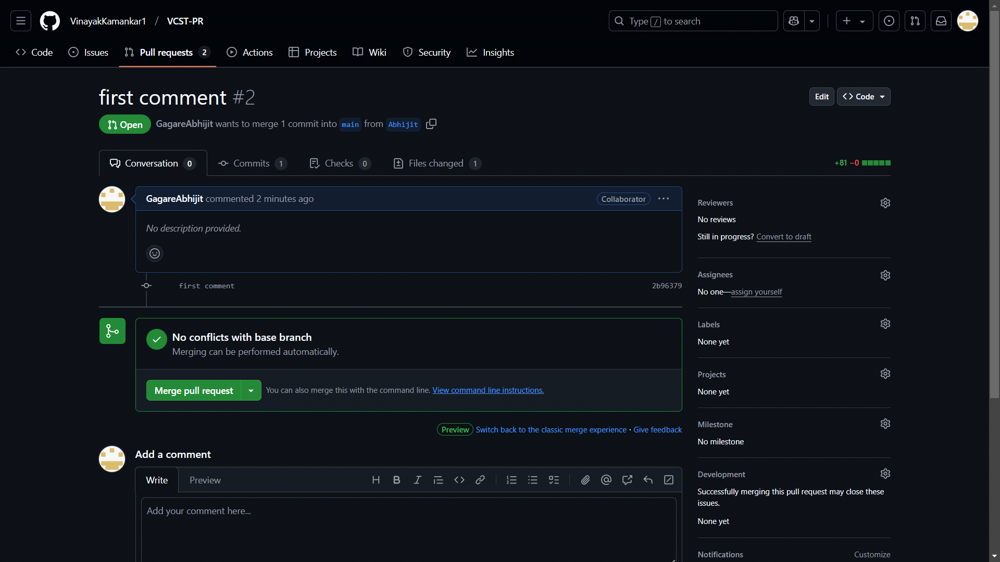 VinayakKamankar1 / VCST-PR
Type / to search
Code
Issues
Pull requests 2
Actions
Projects
Wiki
Security
Insights
first comment #2
Edit
Code
Open
GagareAbhijit wants to merge 1 commit into main from Abhijit
Conversation 0
Commits 1
Checks 0
Files changed 1
+81 −0
GagareAbhijit commented 2 minutes ago
Collaborator
No description provided.
first comment
2b96379
No conflicts with base branch
Merging can be performed automatically.
Merge pull request
You can also merge this with the command line. View command line instructions.
Preview Switch back to the classic merge experience · Give feedback
Add a comment
Write
Preview
Add your comment here...
Reviewers
No reviews
Still in progress? Convert to draft
Assignees
No one—assign yourself
Labels
None yet
Projects
None yet
Milestone
No milestone
Development
Successfully merging this pull request may close these
issues.
None yet
Notifications
Customize